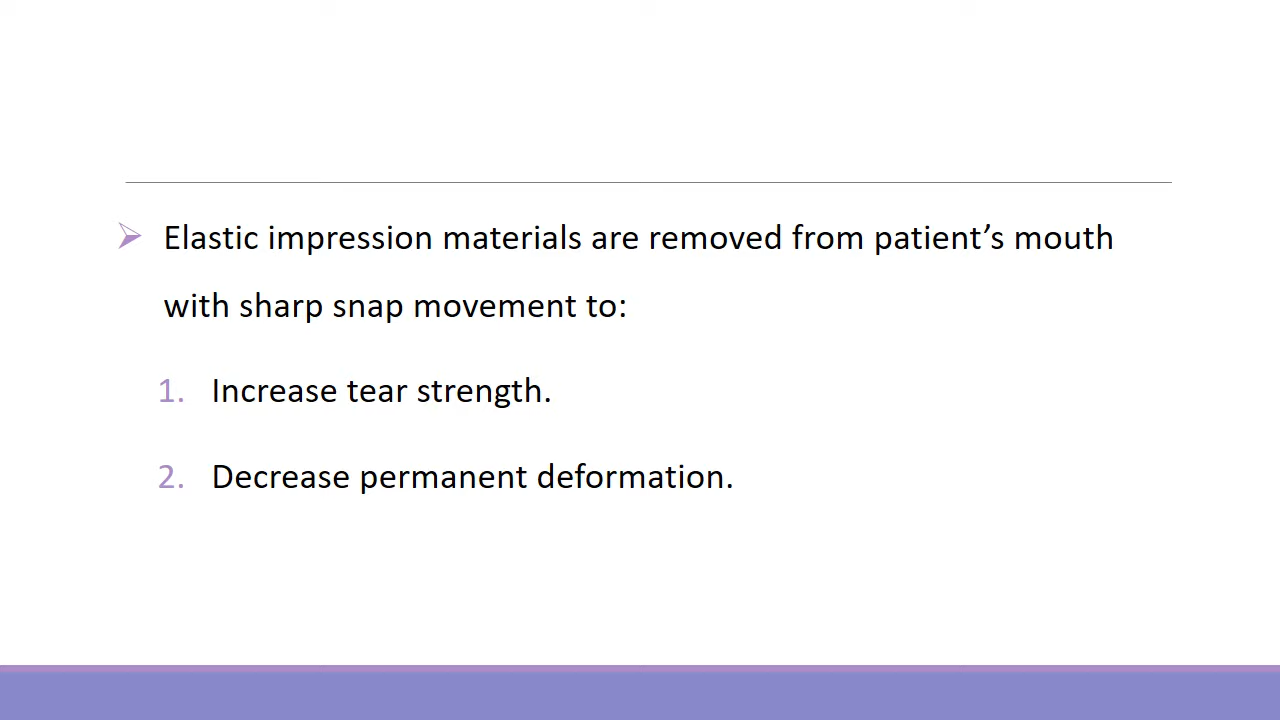 Elastic impression materials are removed from patient’s mouth
with sharp snap movement to:
1. Increase tear strength.
2. Decrease permanent deformation.